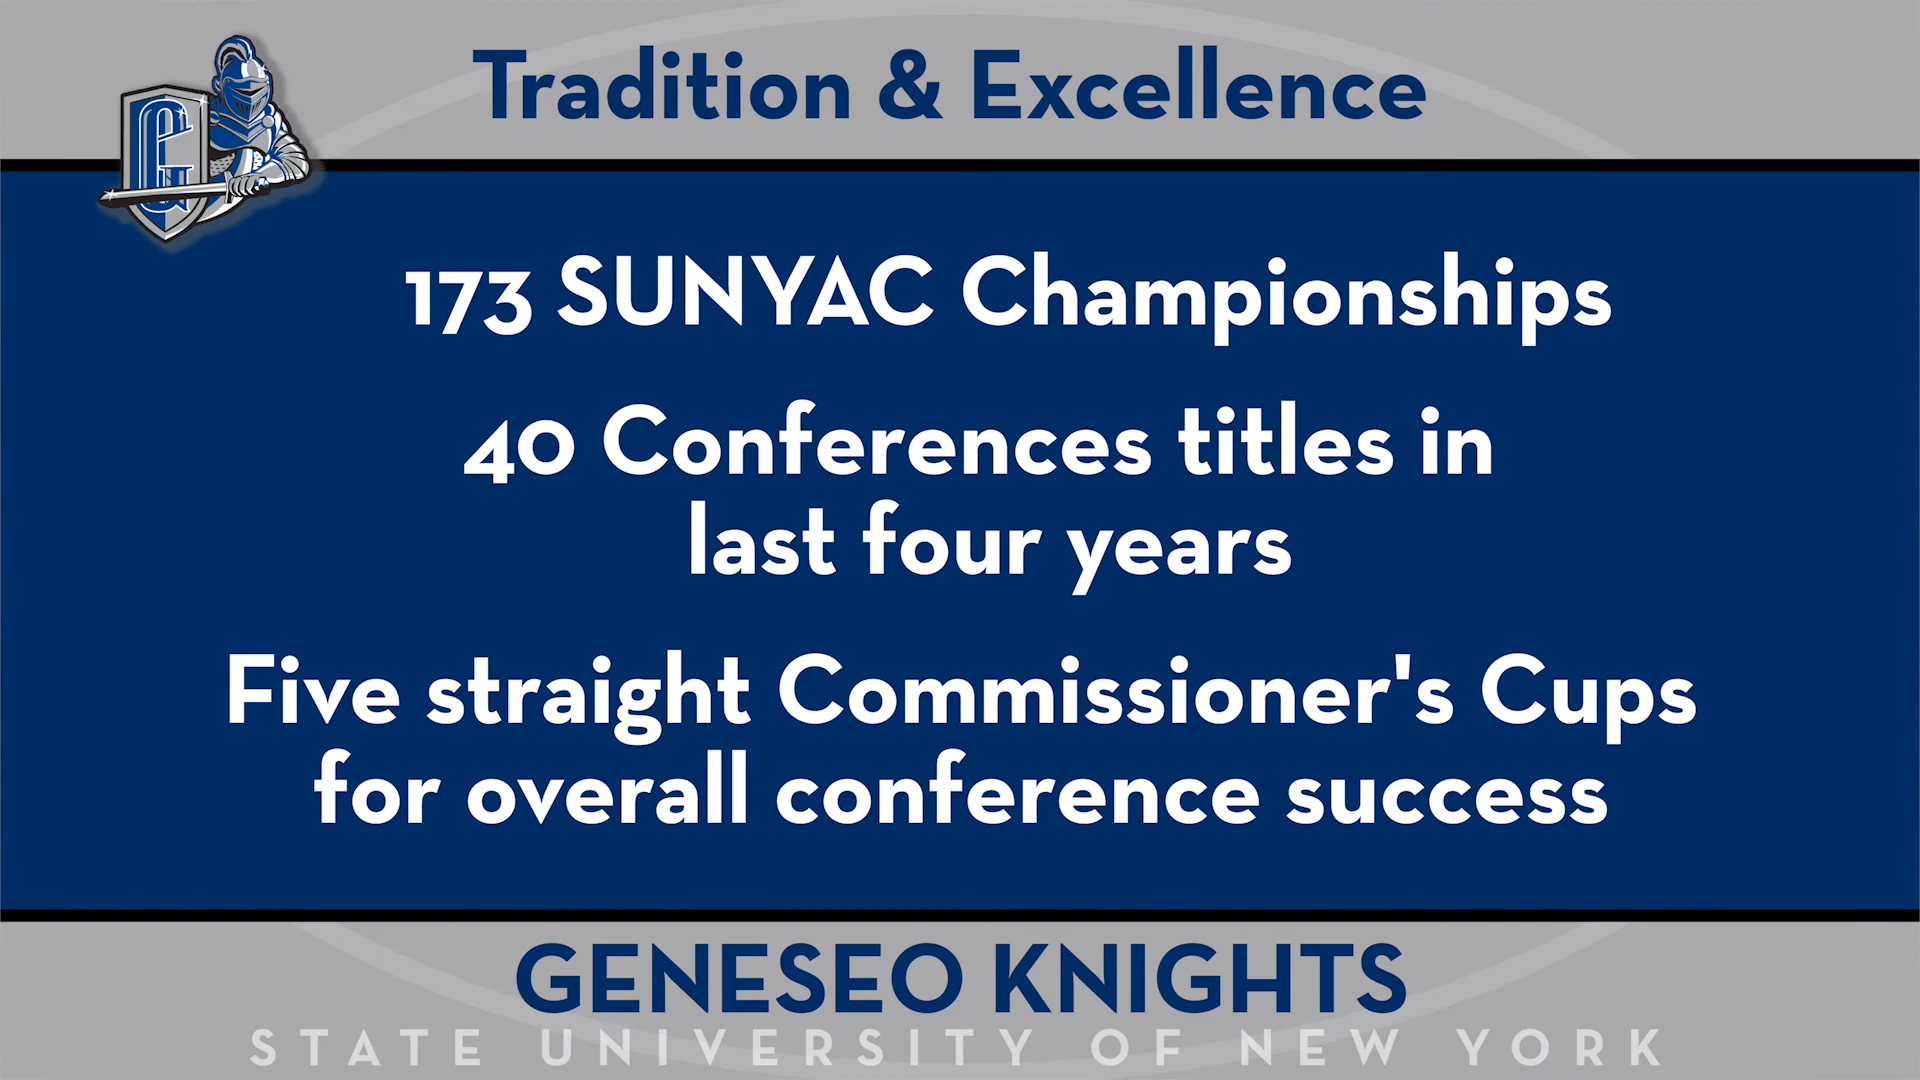 Tradition & Excellence
G
173 SUNYAC Championships
40 Conferences titles in
last four years
Five straight Commissioner's Cups
for overall conference success
GENESEO KNIGHTS
STATE UNIVERSITY OF NEW YORK